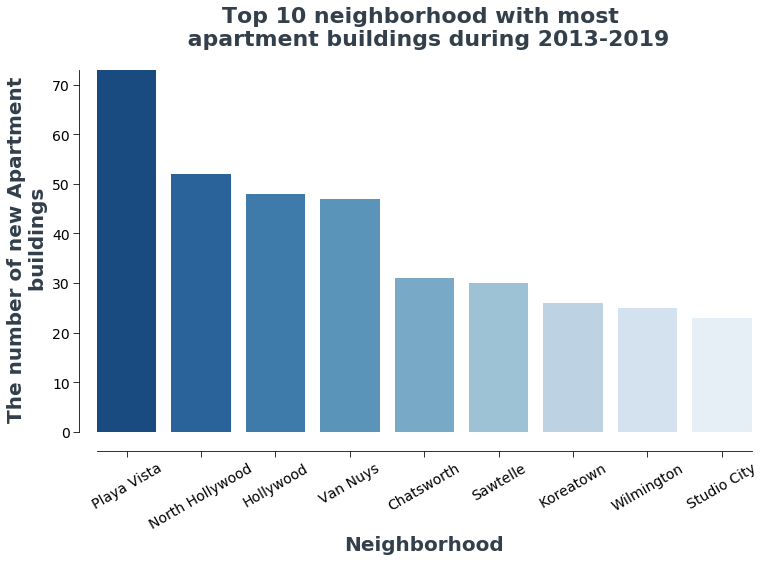 Top 10 neighborhood with most
apartment buildings during 2013-2019
The number of new Apartment
buildings
70
60
50
40
30
20
10
0
Playa Vista
North Hollywood
Hollywood
Van Nuys
Chatsworth
Sawtelle
Koreatown
Wilmington
Studio City
Neighborhood